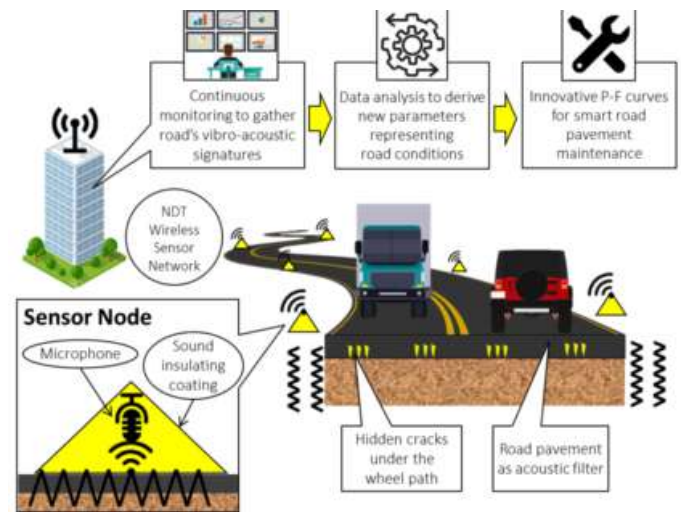 Continuous
monitoring to gather
road's vibro-acoustic
signatures
Data analysis to derive
new parameters
representing
road conditions
Innovative P-F curves
for smart road
pavement
maintenance
NDT
Wireless
Sensor
Network
Sensor Node
Microphone
Sound
insulating
coating
Hidden cracks
under the
wheel path
Road pavement
as acoustic filter